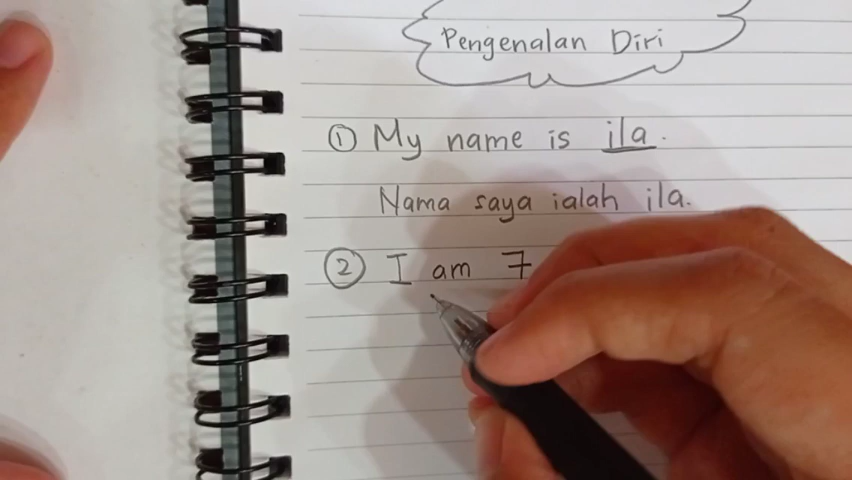 Pengenalan Diri
① My name is ila.
Nama saya ialah ila.
② I am 7